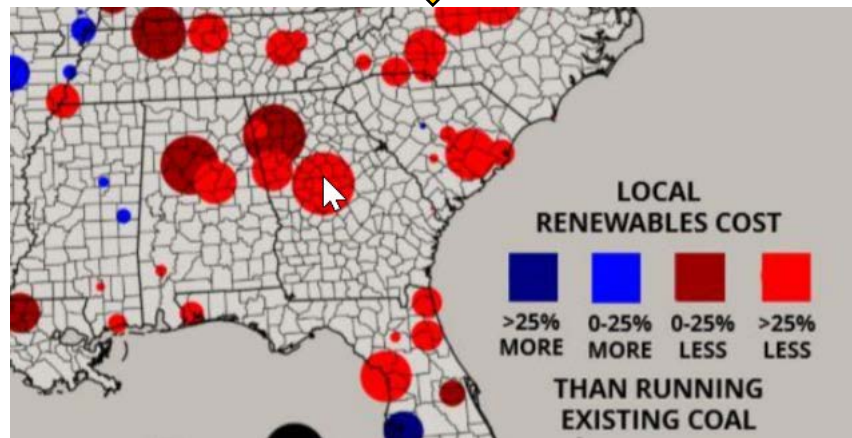 LOCAL
RENEWABLES COST
>25% 0-25% 0-25% >25%
MORE MORE LESS LESS
THAN RUNNING
EXISTING COAL